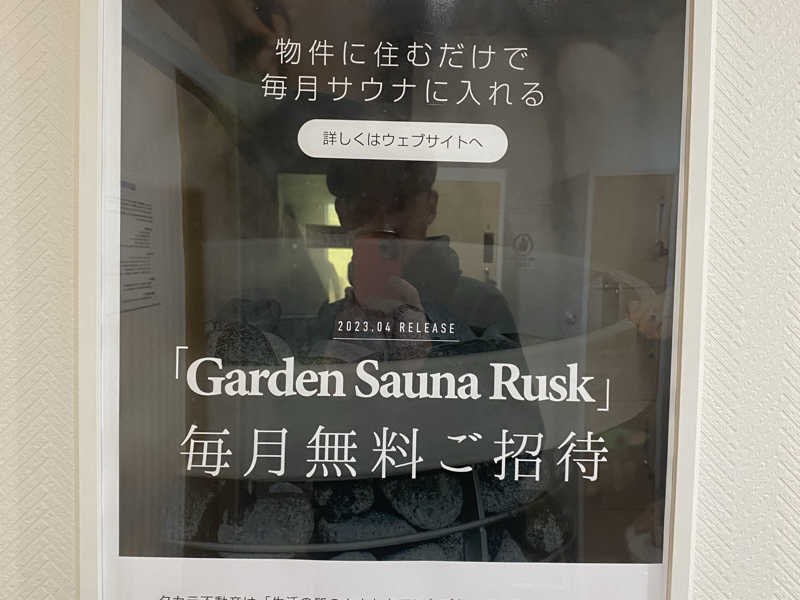 物件に住むだけで
毎月サウナに入れる
詳しくはウェブサイトへ
2023.04 RELEASE
「Garden Sauna Rusk」
毎月無料ご招待